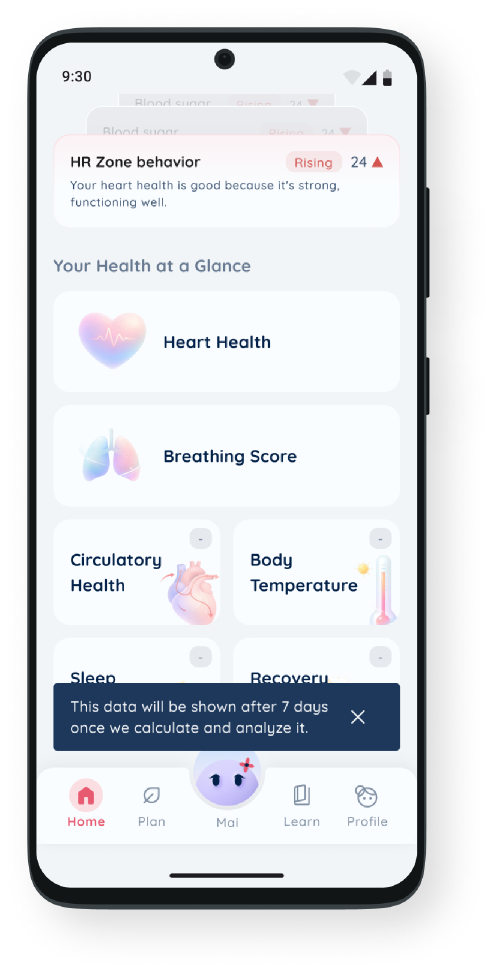 9:30
Blood sugar Rising 24
Blood sugar Rising 24
HR Zone behavior Rising 24
Your heart health is good because it's strong,
functioning well.
Your Health at a Glance
Heart Health
Breathing Score
-
-
Circulatory
Health
Body
Temperature
-
-
Sleep
Recovery
This data will be shown after 7 days
once we calculate and analyze it.
Home Plan Mai Learn Profile